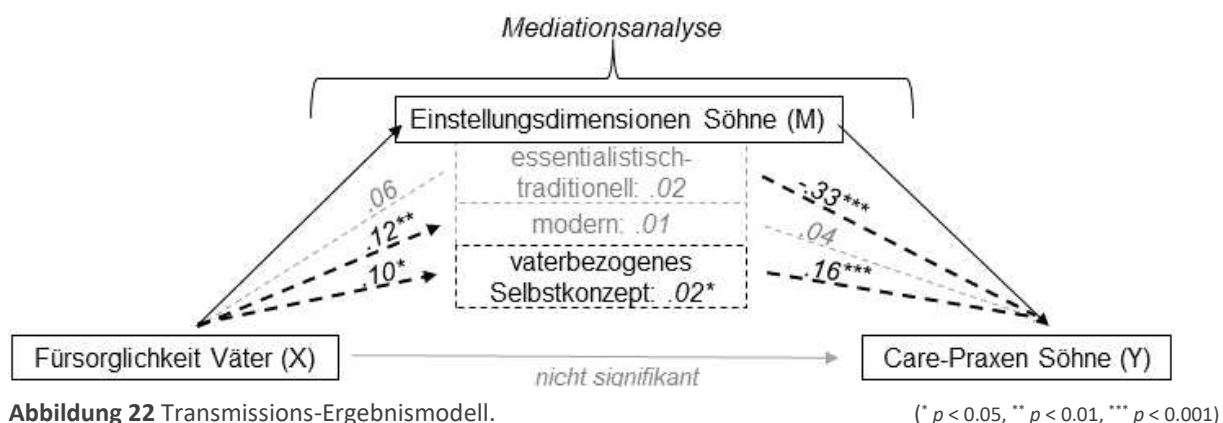 Mediationsanalyse
Einstellungsdimensionen Söhne (M)
essentialistisch-
traditionell: .02
modern: .01
vaterbezogenes
Selbstkonzept: .02*
.06
.12**
.10*
-.33***
.04
.16***
Fürsorglichkeit Väter (X)
nicht signifikant
Care-Praxen Söhne (Y)
Abbildung 22 Transmissions-Ergebnismodell.
(* p < 0.05, ** p < 0.01, *** p < 0.001)